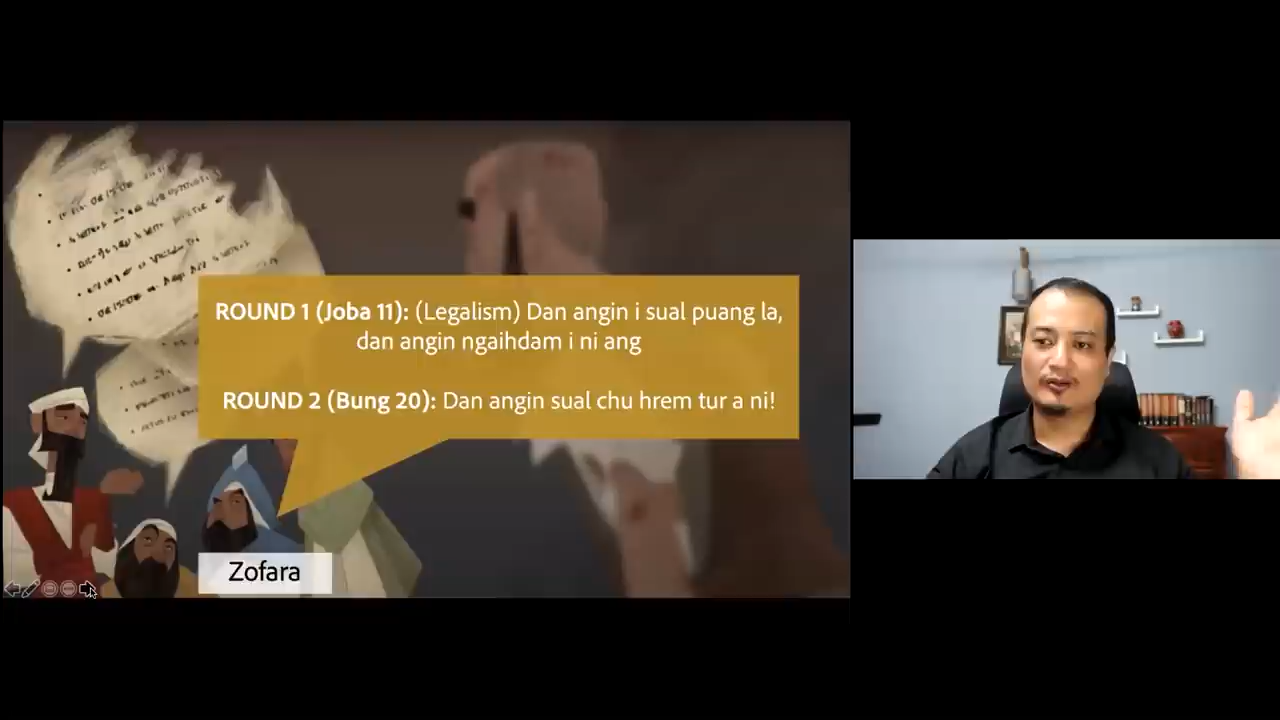 ROUND 1 (Joba 11): (Legalism) Dan angin i sual puang la,
dan angin ngaihdam i ni ang
ROUND 2 (Bung 20): Dan angin sual chu hrem tur a ni!
Zofara